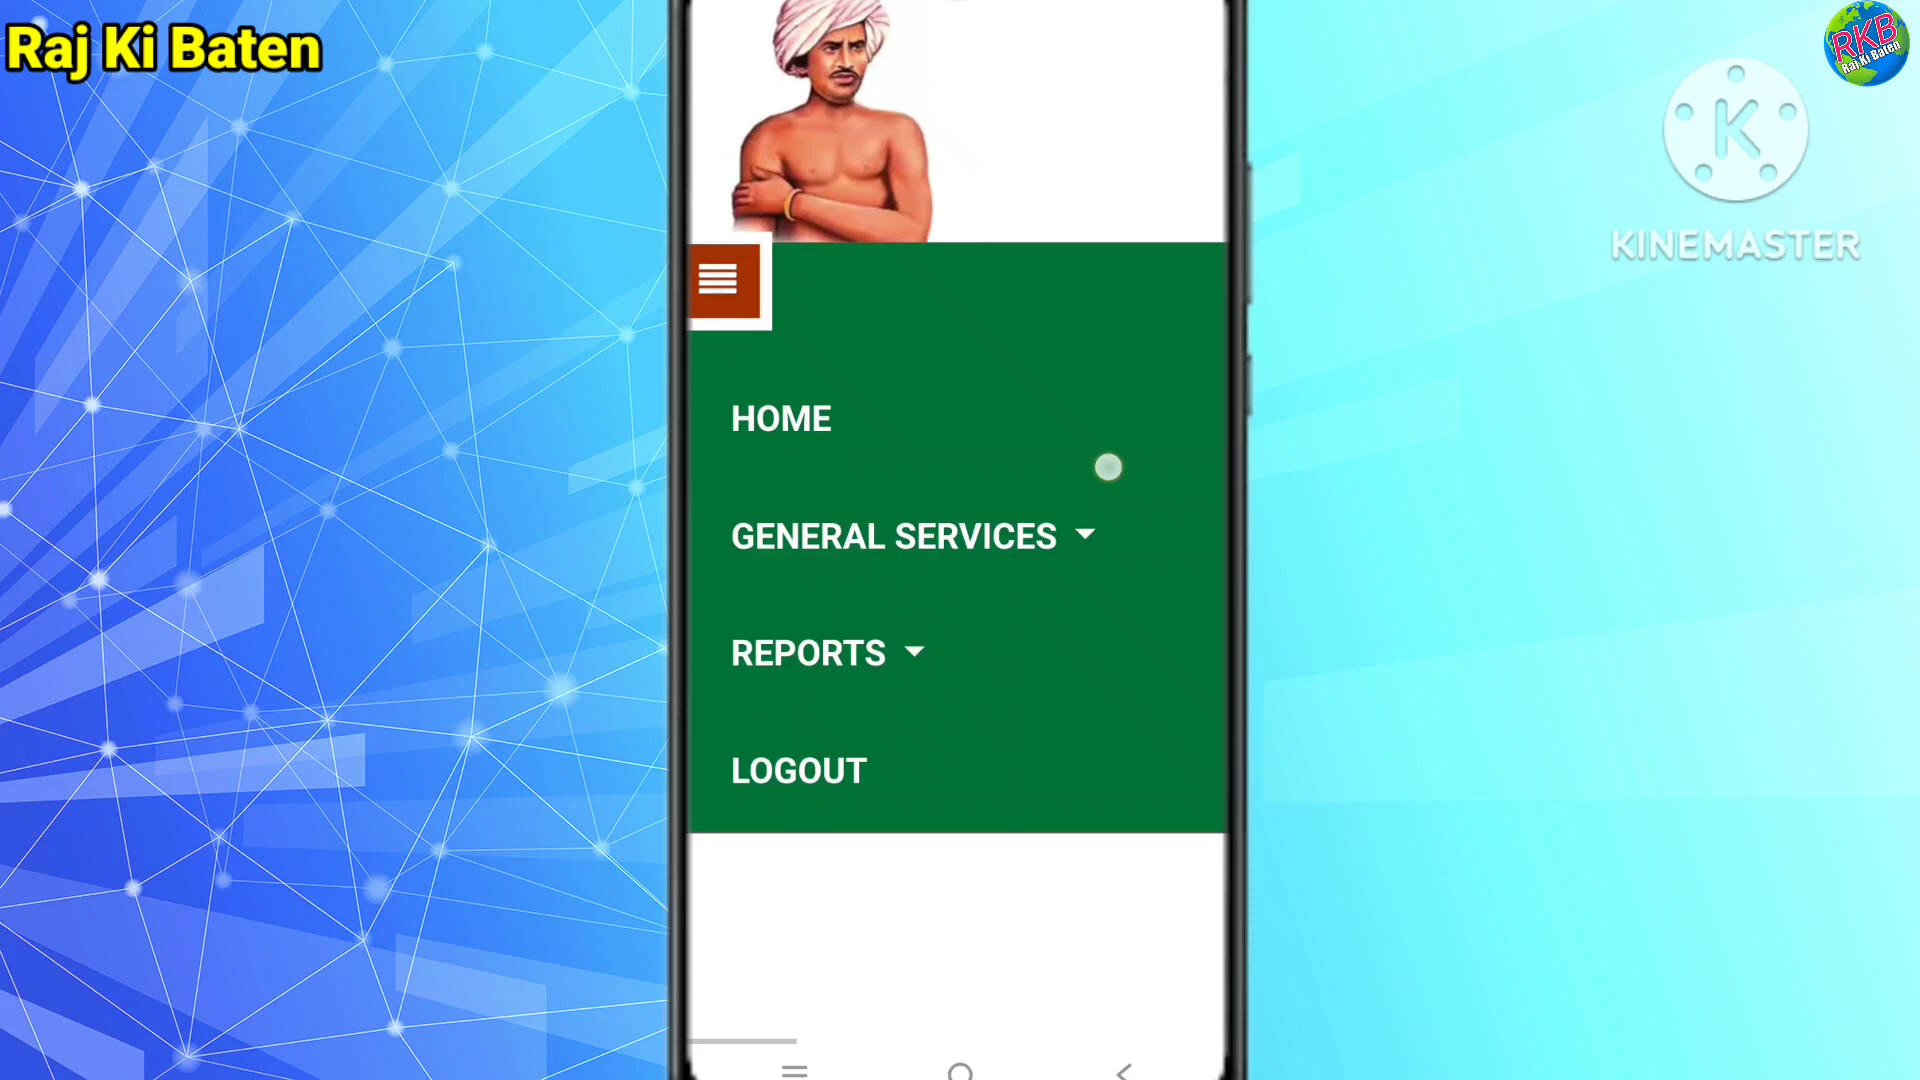 Raj Ki Baten
RKB
Raj Ki Baten
K
KINEMASTER
HOME
GENERAL SERVICES
REPORTS
LOGOUT